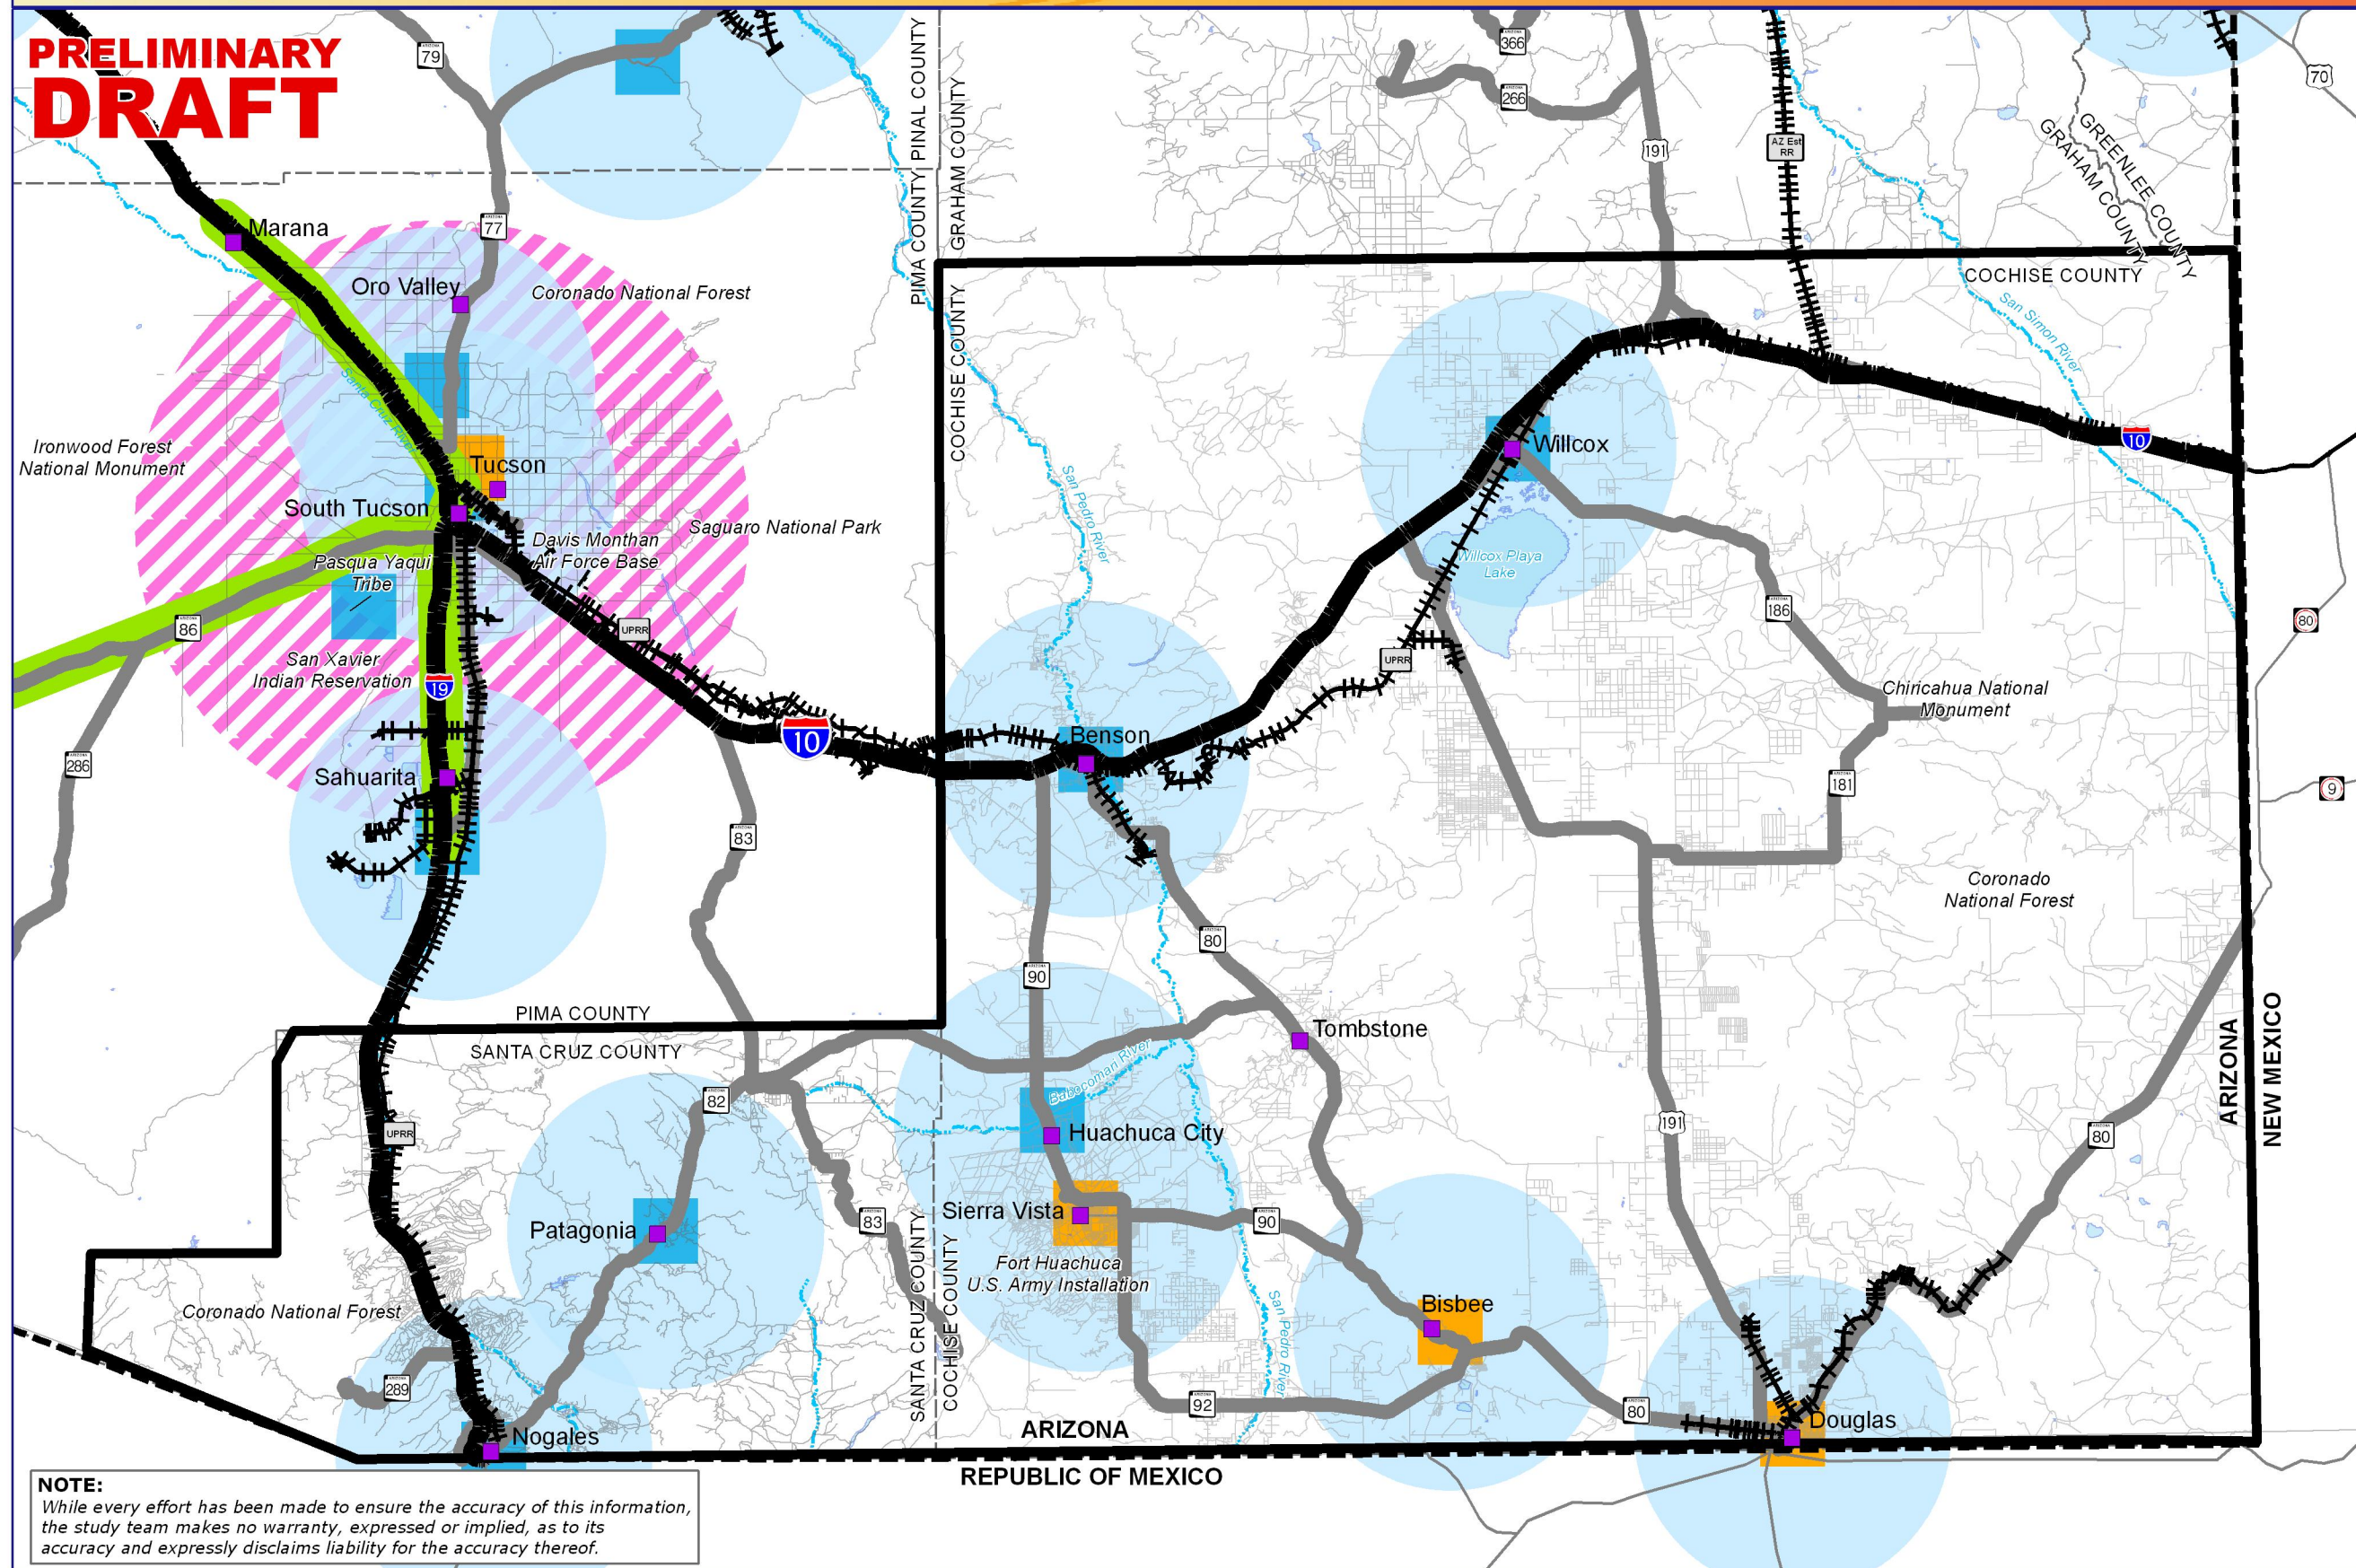 PRELIMINARY
DRAFT
79
366
266
70
PIMA COUNTY
PINAL COUNTY
GRAHAM COUNTY
191
AZ Est
RR
GREENLEE COUNTY
GRAHAM COUNTY
Marana
77
Oro Valley
Coronado National Forest
COCHISE COUNTY
COCHISE COUNTY
San Simon River
Santa Cruz River
Ironwood Forest
National Monument
Tucson
South Tucson
Saguaro National Park
Davis Monthan
Air Force Base
Pasqua Yaqui
Tribe
San Pedro River
Willcox
10
Willcox Playa
Lake
86
UPRR
186
80
San Xavier
Indian Reservation
19
UPRR
Chiricahua National
Monument
286
10
Benson
Sahuarita
83
181
9
Coronado
National Forest
80
90
PIMA COUNTY
SANTA CRUZ COUNTY
Tombstone
ARIZONA
NEW MEXICO
82
Babocomari River
UPRR
Huachuca City
191
80
Patagonia
83
Sierra Vista
90
Fort Huachuca
U.S. Army Installation
SANTA CRUZ COUNTY
COCHISE COUNTY
Coronado National Forest
San Pedro River
Bisbee
289
92
80
Douglas
Nogales
ARIZONA
REPUBLIC OF MEXICO
NOTE:
While every effort has been made to ensure the accuracy of this information,
the study team makes no warranty, expressed or implied, as to its
accuracy and expressly disclaims liability for the accuracy thereof.